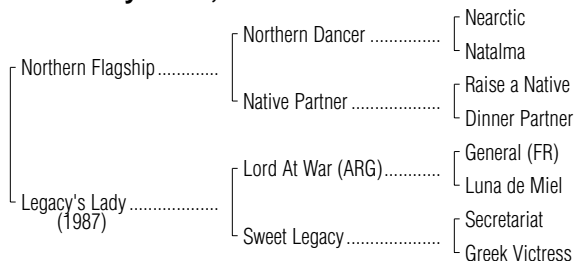 Nearctic
Northern Dancer ................
Natalma
Northern Flagship .............
Raise a Native
Native Partner ....................
Dinner Partner
General (FR)
Lord At War (ARG).............
Luna de Miel
Legacy's Lady ...................
(1987)
Secretariat
Sweet Legacy.....................
Greek Victress